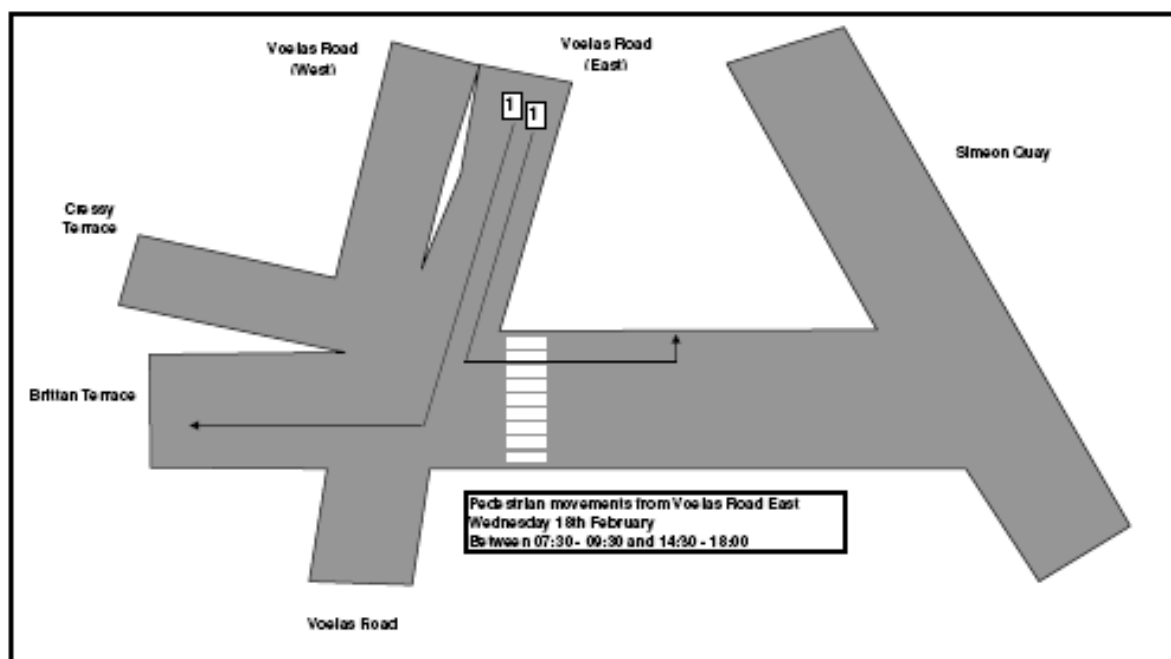 Voelas Road
(West)
Voelas Road
(East)
1
1
Simeon Quay
Cressy
Terrace
Brittan Terrace
Pedestrian movements from Voelas Road East
Wednesday 18th February
Between 07:30 - 09:30 and 14:30 - 18:00
Voelas Road